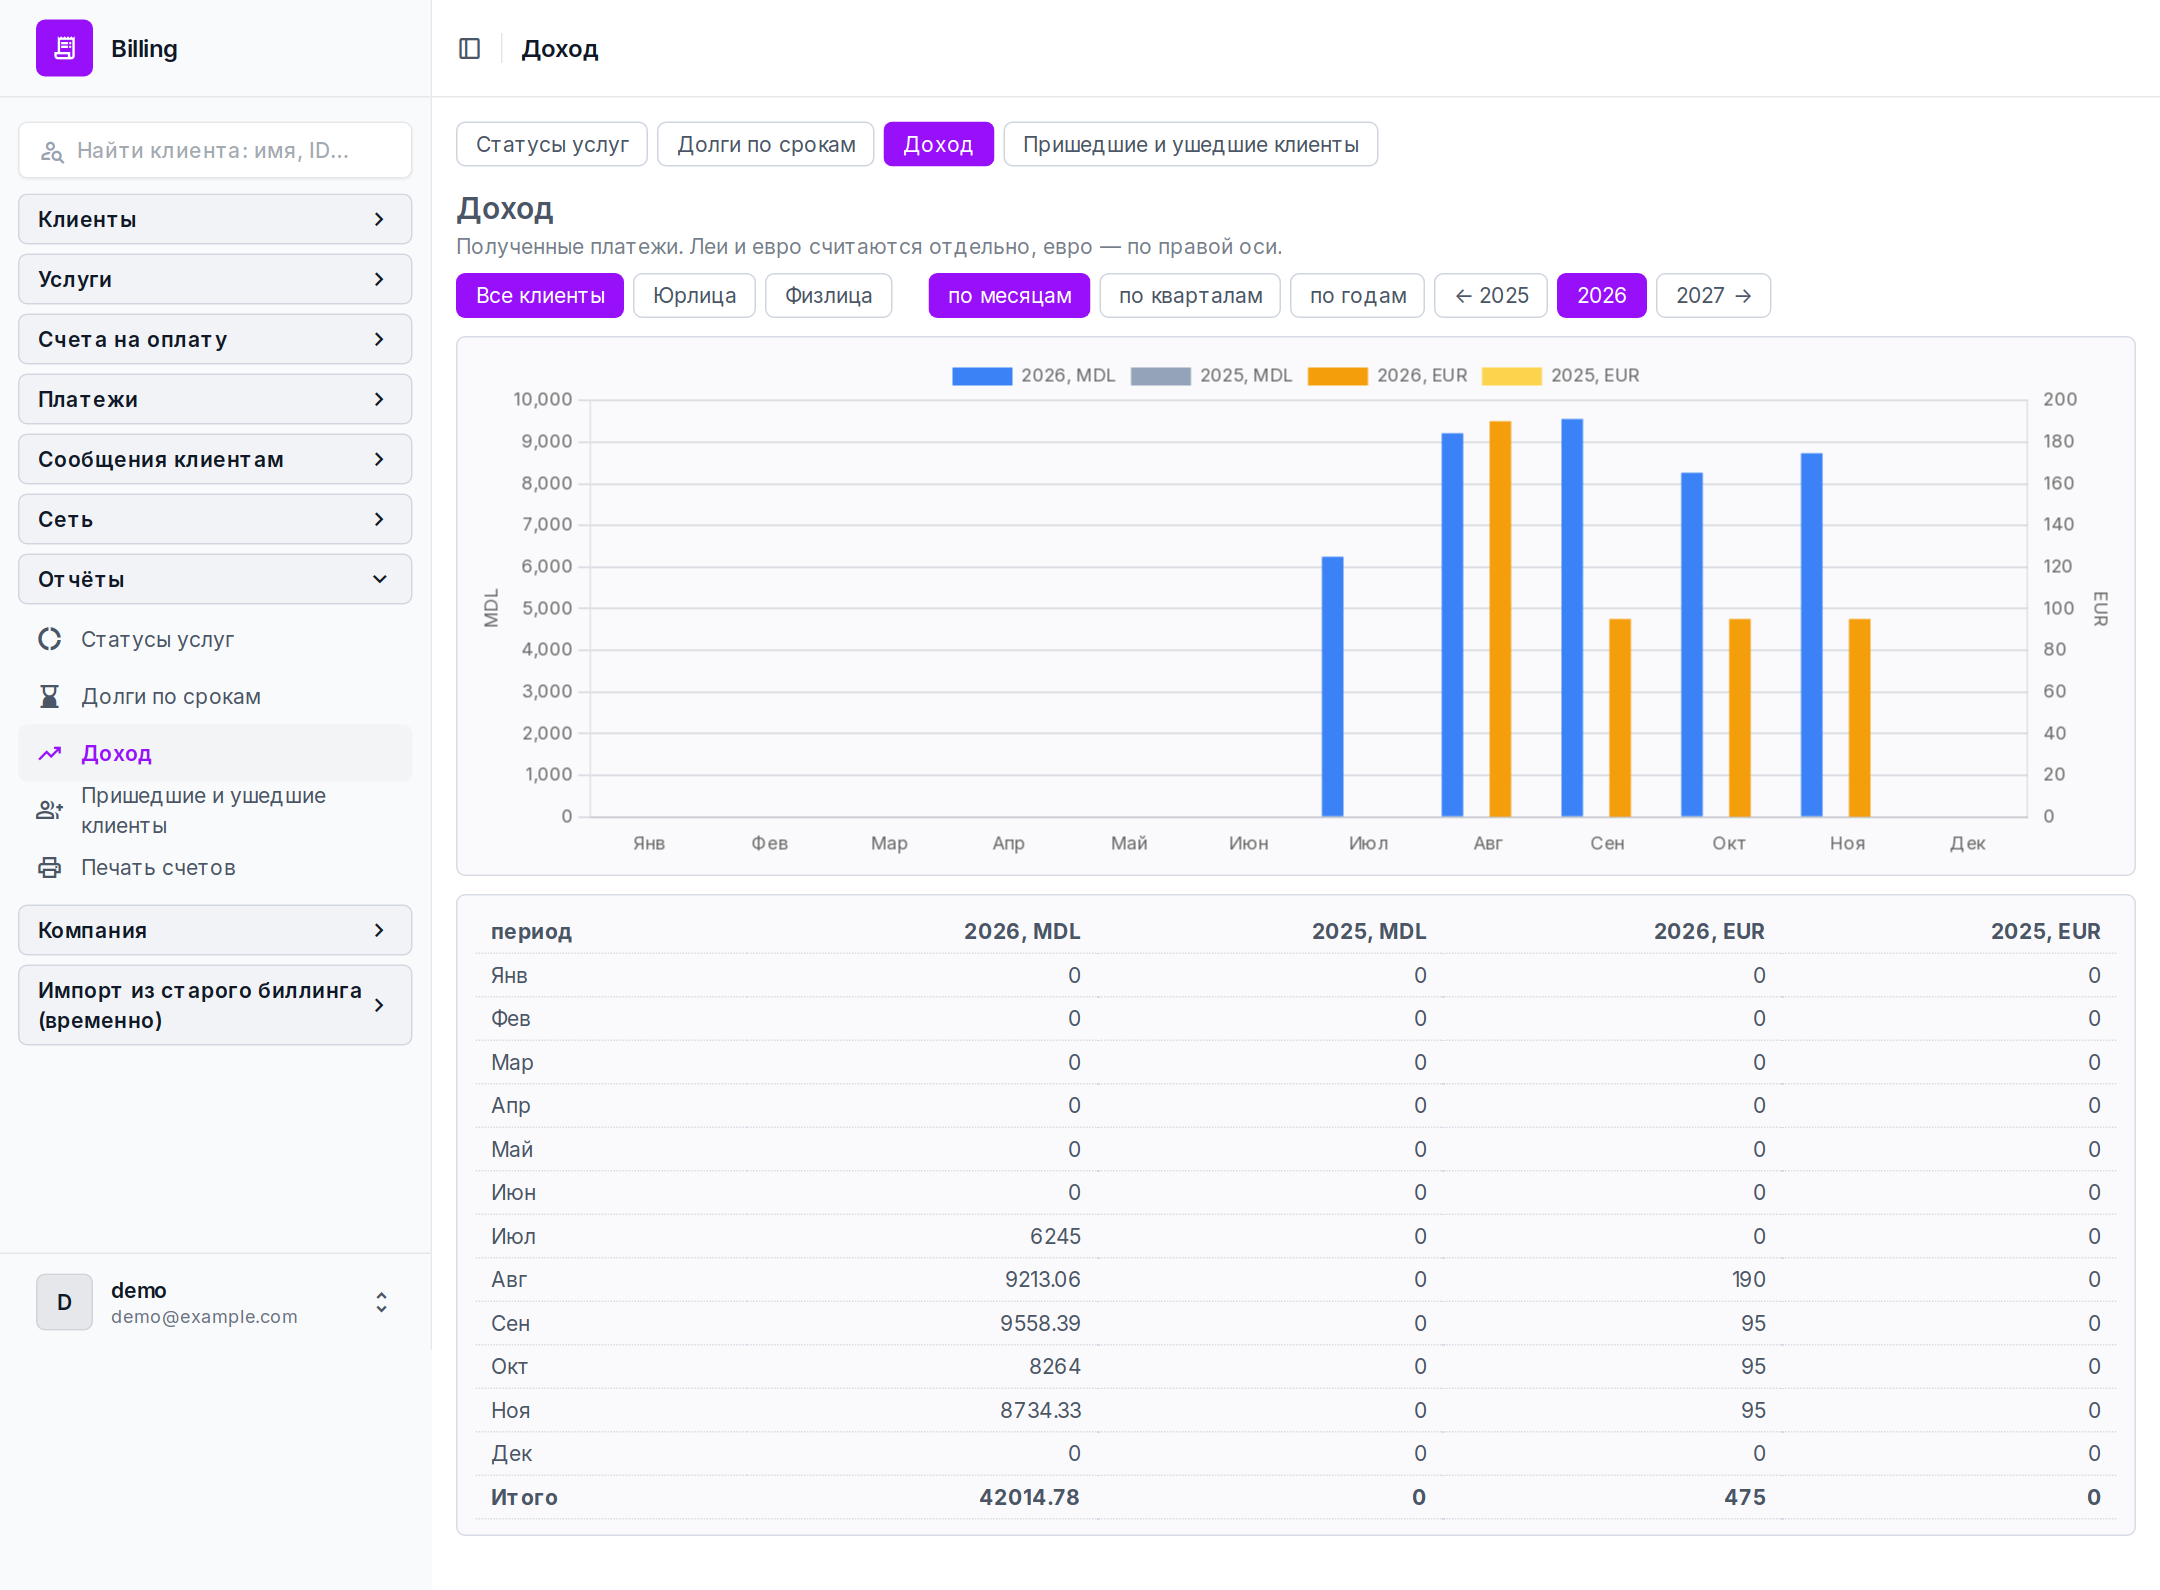 Billing
Доход
Найти клиента: имя, ID...
Клиенты
Услуги
Счета на оплату
Платежи
Сообщения клиентам
Сеть
Отчёты
Статусы услуг
Долги по срокам
Доход
Пришедшие и ушедшие
клиенты
Печать счетов
Компания
Импорт из старого биллинга
(временно)
D
demo
demo@example.com
Статусы услуг Долги по срокам Доход Пришедшие и ушедшие клиенты
Доход
Полученные платежи. Леи и евро считаются отдельно, евро — по правой оси.
Все клиенты Юрлица Физлица по месяцам по кварталам по годам ← 2025 2026 2027 →
2026, MDL 2025, MDL 2026, EUR 2025, EUR
10,000 200
9,000 180
8,000 160
7,000 140
6,000 120
5,000 100
4,000 80
3,000 60
2,000 40
1,000 20
0 0
MDL
EUR
Янв Фев Мар Апр Май Июн Июл Авг Сен Окт Ноя Дек
период 2026, MDL 2025, MDL 2026, EUR 2025, EUR
Янв 0 0 0 0
Фев 0 0 0 0
Мар 0 0 0 0
Апр 0 0 0 0
Май 0 0 0 0
Июн 0 0 0 0
Июл 6245 0 0 0
Авг 9213.06 0 190 0
Сен 9558.39 0 95 0
Окт 8264 0 95 0
Ноя 8734.33 0 95 0
Дек 0 0 0 0
Итого 42014.78 0 475 0